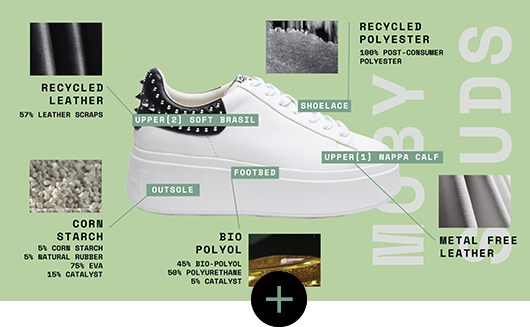 RECYCLED
LEATHER
57% LEATHER SCRAPS
RECYCLED
POLYESTER
100% POST-CONSUMER
POLYESTER
SHOELACE
UPPER[2] SOFT BRASIL
UPPER[1] NAPPA CALF
FOOTBED
OUTSOLE
CORN
STARCH
5% CORN STARCH
5% NATURAL RUBBER
75% EVA
15% CATALYST
BIO
POLYOL
45% BIO-POLYOL
50% POLYURETHANE
5% CATALYST
METAL FREE
LEATHER
MOBY
STUDS